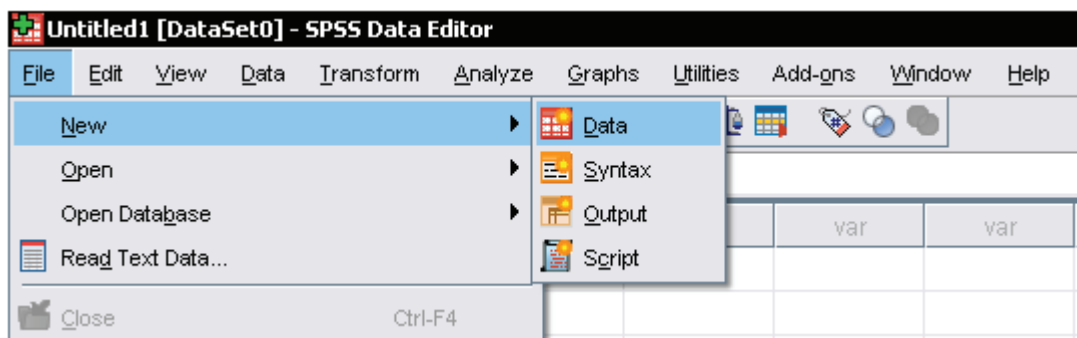 Untitled1 [DataSet0] - SPSS Data Editor
File Edit View Data Transform Analyze Graphs Utilities Add-ons Window Help
New Data
Open Syntax
Open Database Output
var var
Read Text Data... Script
Close Ctrl-F4